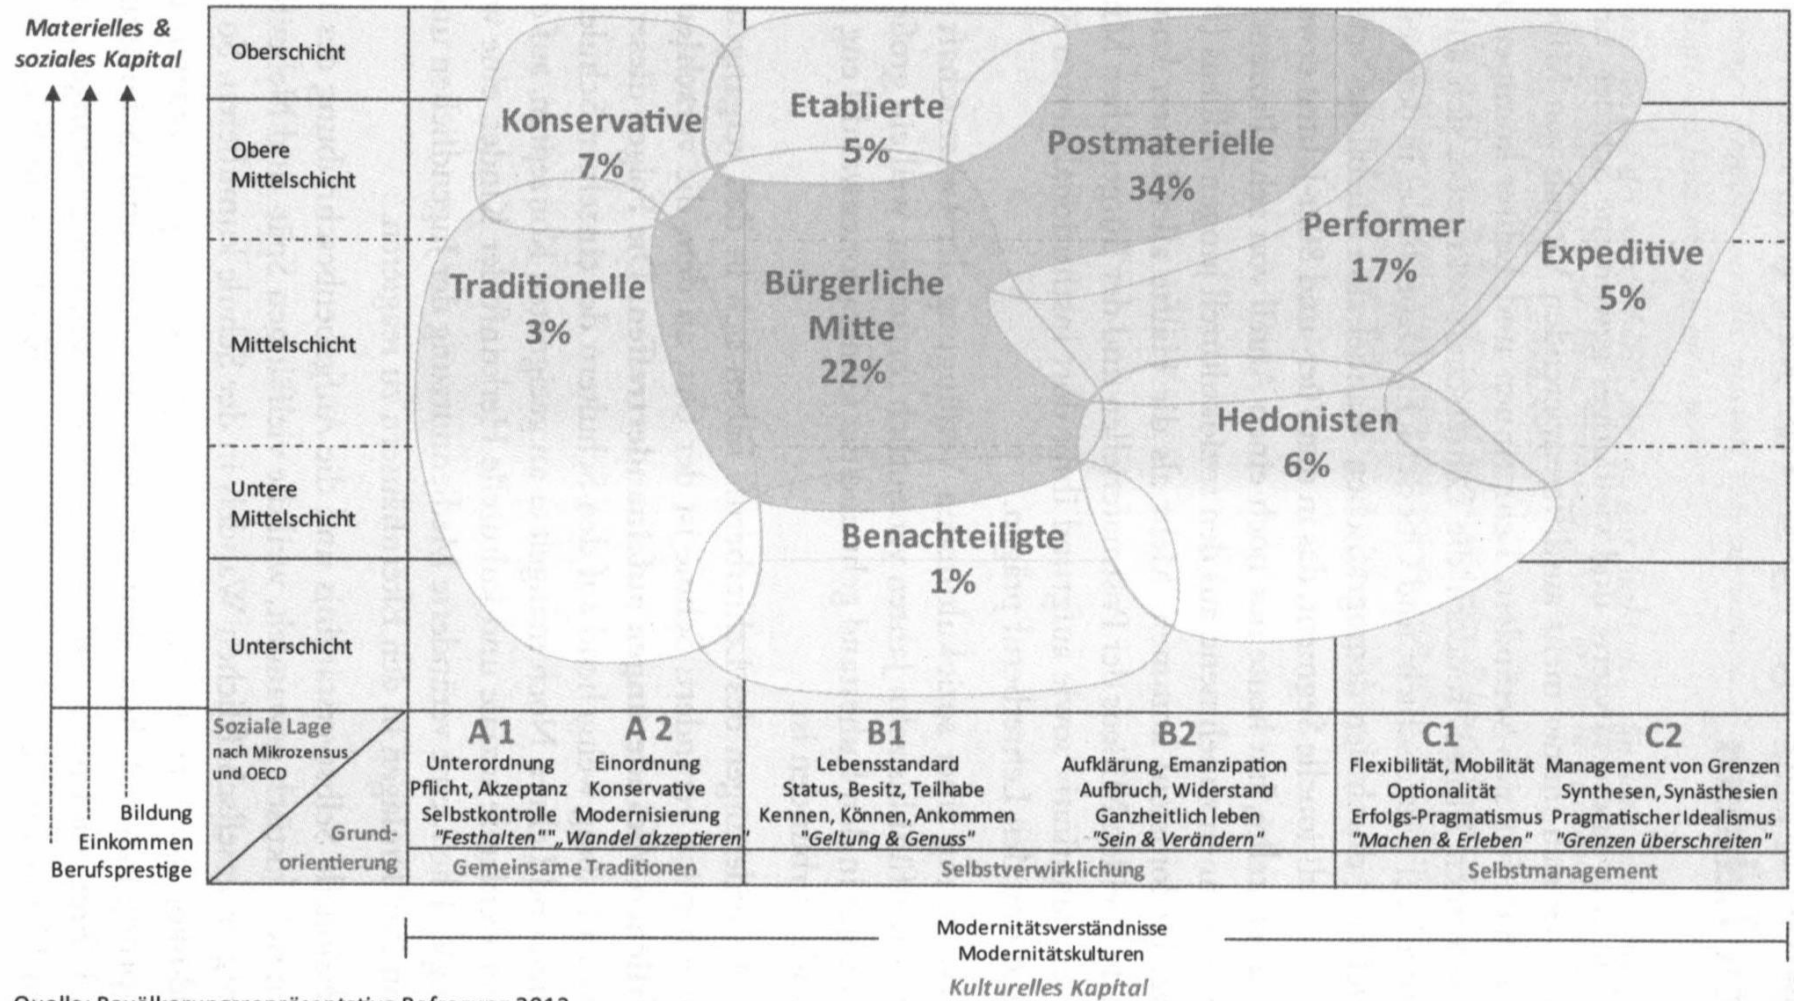 Materielles &
soziales Kapital
Oberschicht
Obere
Mittelschicht
Mittelschicht
Untere
Mittelschicht
Unterschicht
Konservative
7%
Etablierte
5%
Postmaterielle
34%
Performer
17%
Expeditive
5%
Traditionelle
3%
Bürgerliche
Mitte
22%
Hedonisten
6%
Benachteiligte
1%
Soziale Lage
nach Mikrozensus
und OECD
Grund-
orientierung
Bildung
Einkommen
Berufsprestige
A 1
Unterordnung
Pflicht, Akzeptanz
Selbstkontrolle
"Festhalten""
A 2
Einordnung
Konservative
Modernisierung
„Wandel akzeptieren"
B1
Lebensstandard
Status, Besitz, Teilhabe
Kennen, Können, Ankommen
"Geltung & Genuss"
B2
Aufklärung, Emanzipation
Aufbruch, Widerstand
Ganzheitlich leben
"Sein & Verändern"
C1
Flexibilität, Mobilität
Optionalität
Erfolgs-Pragmatismus
"Machen & Erleben"
C2
Management von Grenzen
Synthesen, Synästhesien
Pragmatischer Idealismus
"Grenzen überschreiten"
Gemeinsame Traditionen
Selbstverwirklichung
Selbstmanagement
Modernitätsverständnisse
Modernitätskulturen
Kulturelles Kapital
Quelle: Bevölkerungsrepräsentative Befragung 2012